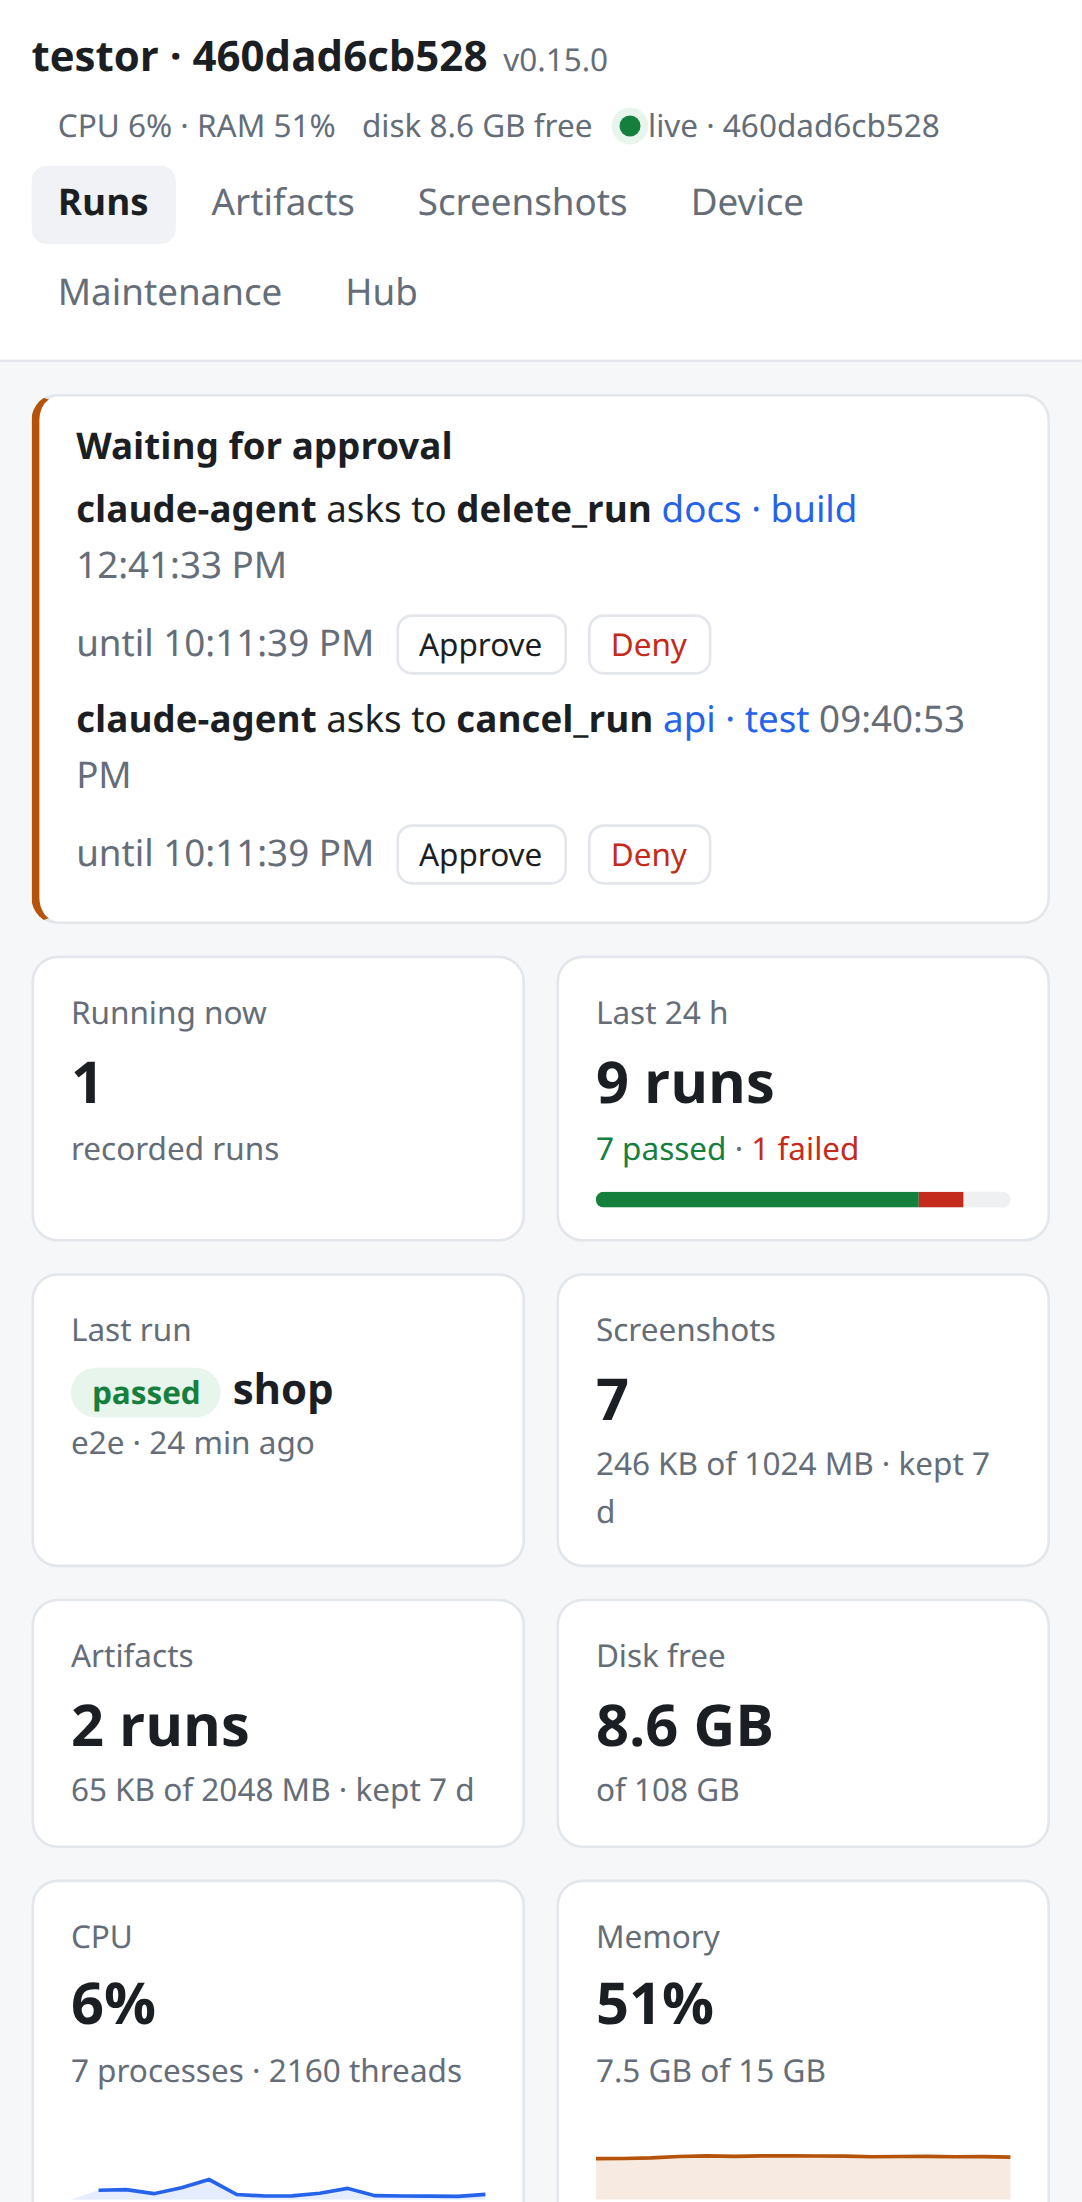 testor · 460dad6cb528 v0.15.0
CPU 6% · RAM 51% disk 8.6 GB free live · 460dad6cb528
Runs Artifacts Screenshots Device
Maintenance Hub
Waiting for approval
claude-agent asks to delete_run docs · build
12:41:33 PM
until 10:11:39 PM Approve Deny
claude-agent asks to cancel_run api · test 09:40:53
PM
until 10:11:39 PM Approve Deny
Running now
1
recorded runs
Last 24 h
9 runs
7 passed · 1 failed
Last run
passed shop
e2e · 24 min ago
Screenshots
7
246 KB of 1024 MB · kept 7
d
Artifacts
2 runs
65 KB of 2048 MB · kept 7 d
Disk free
8.6 GB
of 108 GB
CPU
6%
7 processes · 2160 threads
Memory
51%
7.5 GB of 15 GB